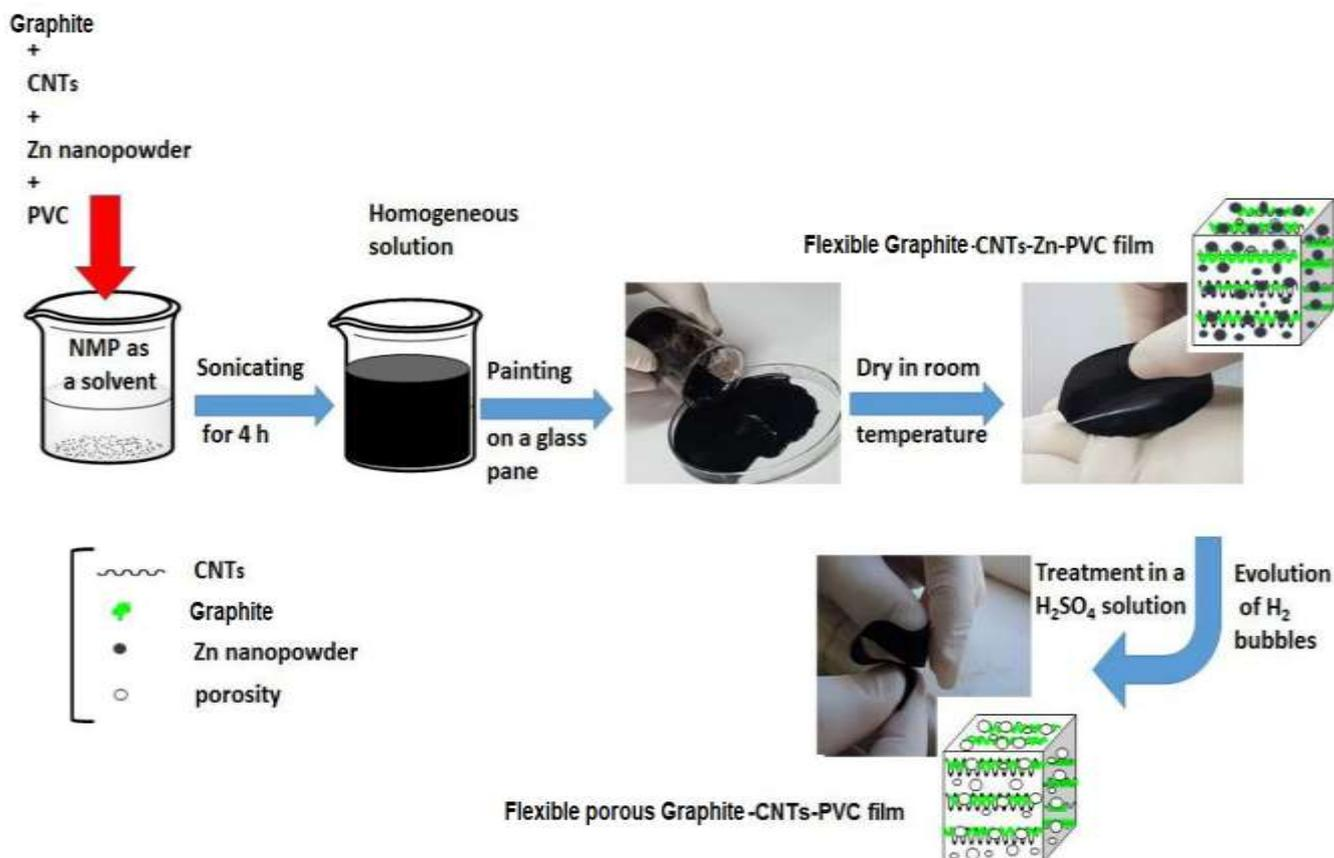 Graphite
+
CNTs
+
Zn nanopowder
+
PVC
NMP as
a solvent
Sonicating
for 4 h
Homogeneous
solution
Painting
on a glass
pane
Dry in room
temperature
Flexible Graphite-CNTs-Zn-PVC film
Treatment in a
H₂SO₄ solution
Evolution
of H₂
bubbles
CNTs
Graphite
Zn nanopowder
porosity
Flexible porous Graphite-CNTs-PVC film